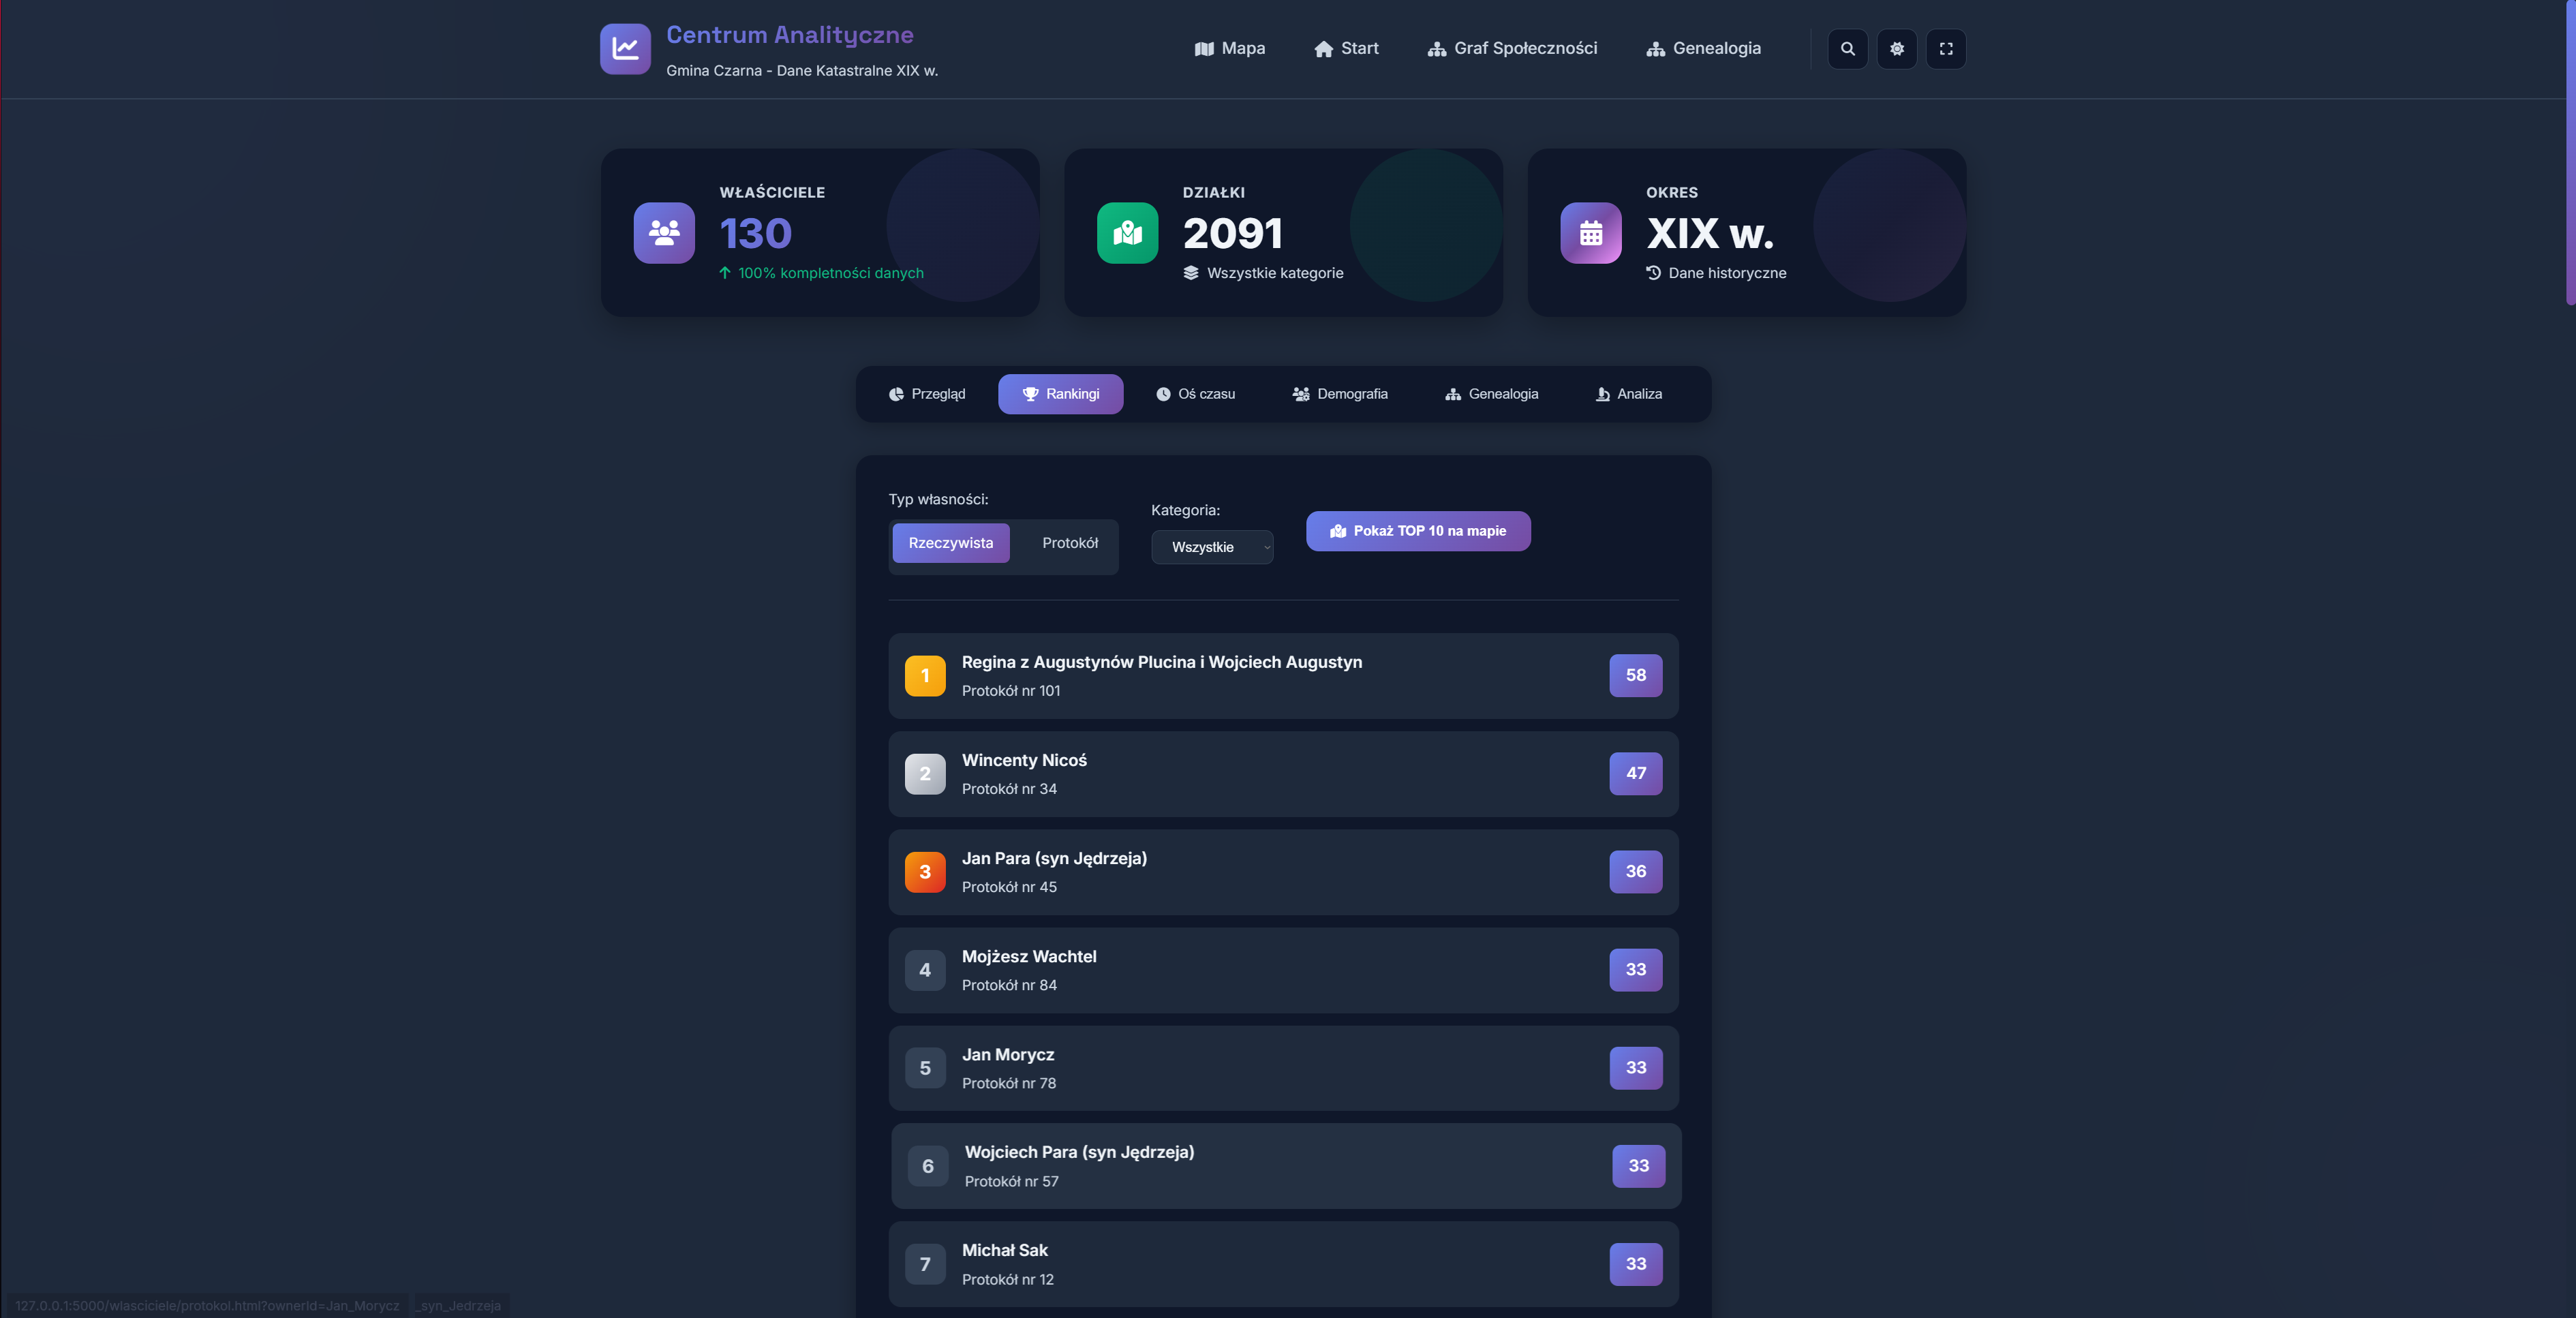 Centrum Analityczne
Gmina Czarna - Dane Katastralne XIX w.
Mapa
Start
Graf Społeczności
Genealogia
WŁAŚCICIELE
130
100% kompletności danych
DZIAŁKI
2091
Wszystkie kategorie
OKRES
XIX w.
Dane historyczne
Przegląd
Rankingi
Oś czasu
Demografia
Genealogia
Analiza
Typ własności:
Rzeczywista
Protokół
Kategoria:
Wszystkie
Pokaż TOP 10 na mapie
1
Regina z Augustynów Plucina i Wojciech Augustyn
Protokół nr 101
58
2
Wincenty Nicoś
Protokół nr 34
47
3
Jan Para (syn Jędrzeja)
Protokół nr 45
36
4
Mojżesz Wachtel
Protokół nr 84
33
5
Jan Morycz
Protokół nr 78
33
6
Wojciech Para (syn Jędrzeja)
Protokół nr 57
33
7
Michał Sak
Protokół nr 12
33
127.0.0.1:5000/wlasciciele/protokol.html?ownerId=Jan_Morycz _syn_Jedrzeja